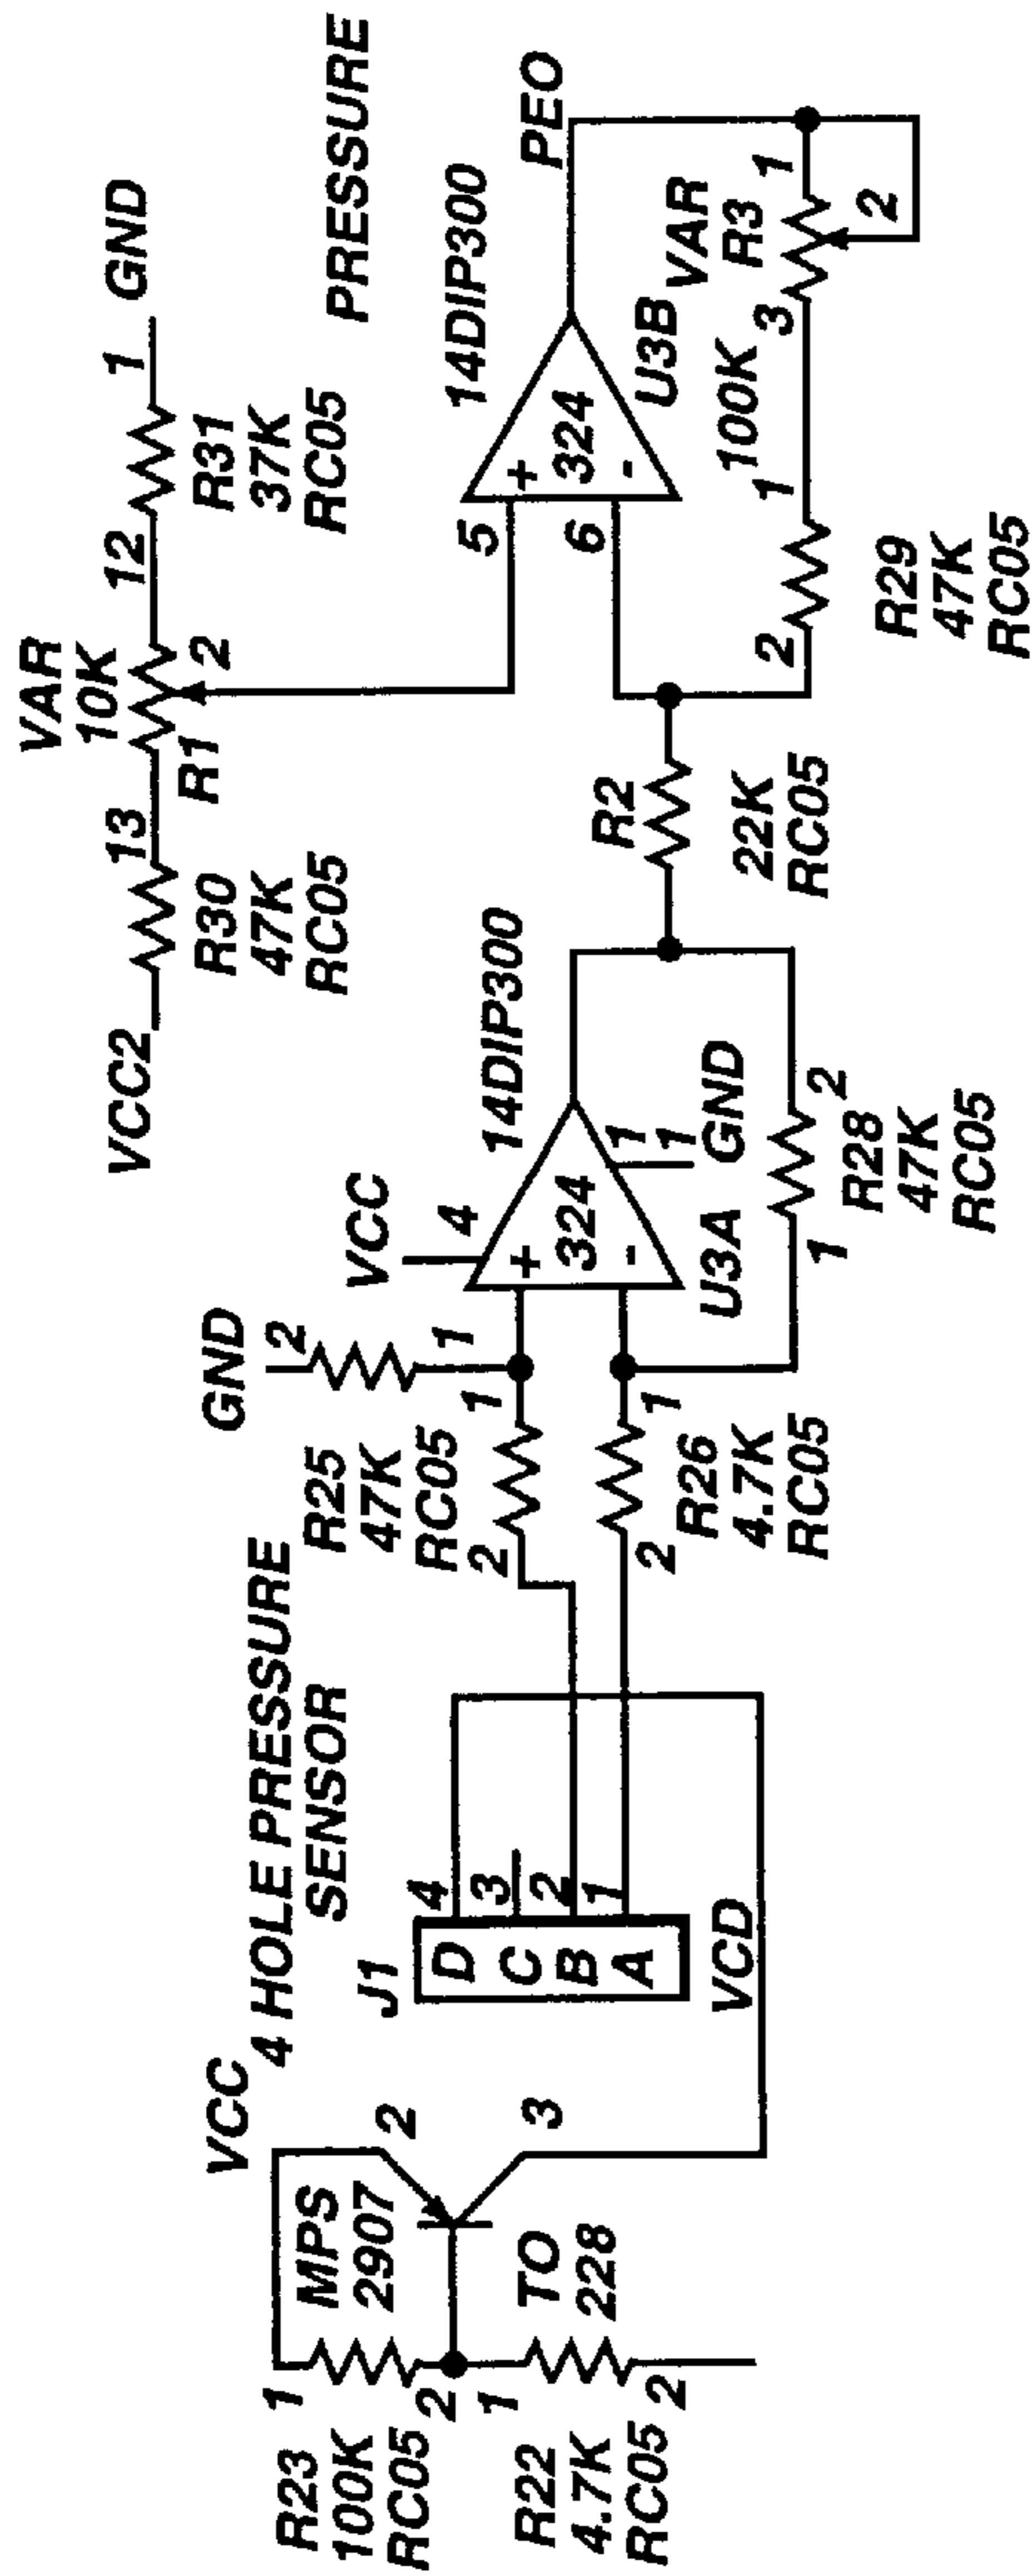 VCC
MPS
2907
1
2
3
R23
100K
RC05
2
1
TO
228
R22
4.7K
RC05
2
4 HOLE PRESSURE
SENSOR
J1
D 4
C 3
B 2
A 1
VCD
GND
2
R25
47K
RC05
1
2
1
2
1
R26
4.7K
RC05
VCC
4
14DIP300
+
324
-
1
1
GND
U3A
1
2
R28
47K
RC05
VCC2
13
R30
47K
RC05
VAR
10K
R1
2
12
1
GND
R31
37K
RC05
R2
22K
RC05
PRESSURE
14DIP300
5
+
324
6
-
U3B
PEO
100K
VAR
R3
3
1
2
2
1
R29
47K
RC05